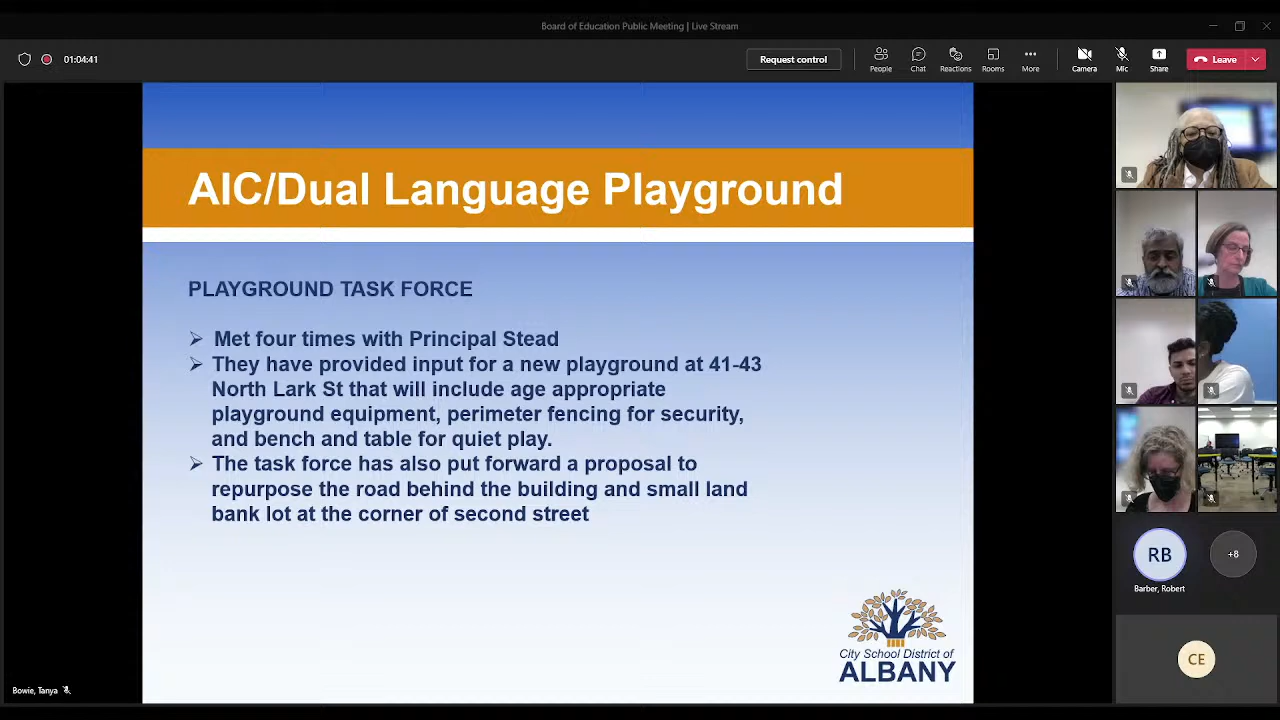 Board of Education Public Meeting | Live Stream
01:04:41
Request control
People
Chat
Reactions
Rooms
More
Camera
Mic
Share
Leave
AIC/Dual Language Playground
PLAYGROUND TASK FORCE
Met four times with Principal Stead
They have provided input for a new playground at 41-43
North Lark St that will include age appropriate
playground equipment, perimeter fencing for security,
and bench and table for quiet play.
The task force has also put forward a proposal to
repurpose the road behind the building and small land
bank lot at the corner of second street
City School District of
ALBANY
RB
+8
Barber, Robert
CE
Bowie, Tanya